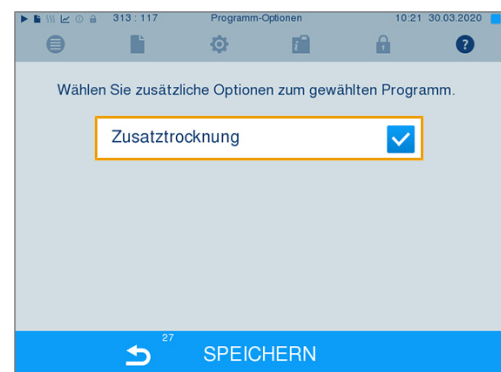 313 : 117 Programm-Optionen 10:21 30.03.2020
Wählen Sie zusätzliche Optionen zum gewählten Programm.
Zusatztrocknung
27 SPEICHERN